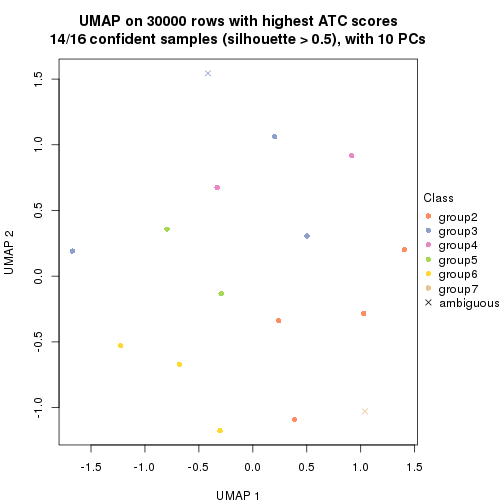 UMAP on 30000 rows with highest ATC scores
14/16 confident samples (silhouette > 0.5), with 10 PCs
UMAP 2
1.5
1.0
0.5
0.0
-0.5
-1.0
-1.5
-1.0
-0.5
0.0
0.5
1.0
1.5
UMAP 1
Class
group2
group3
group4
group5
group6
group7
ambiguous